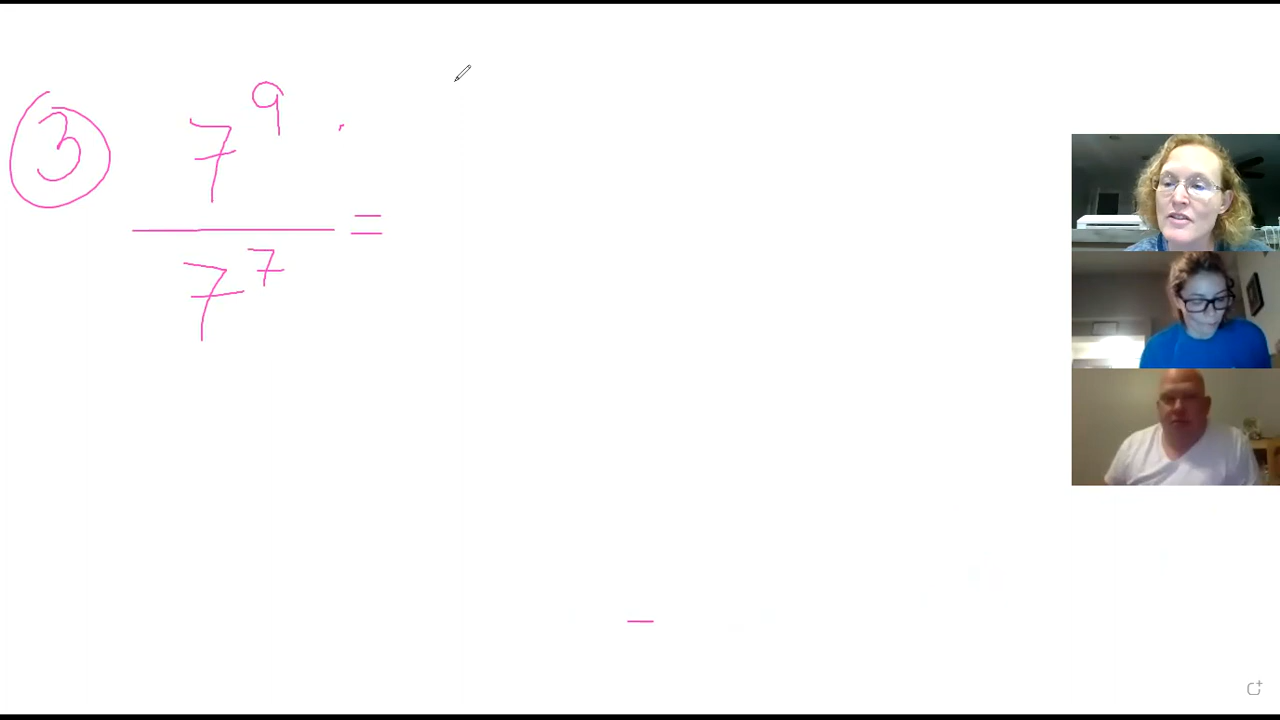 ③ 7⁹
―― =
7⁷